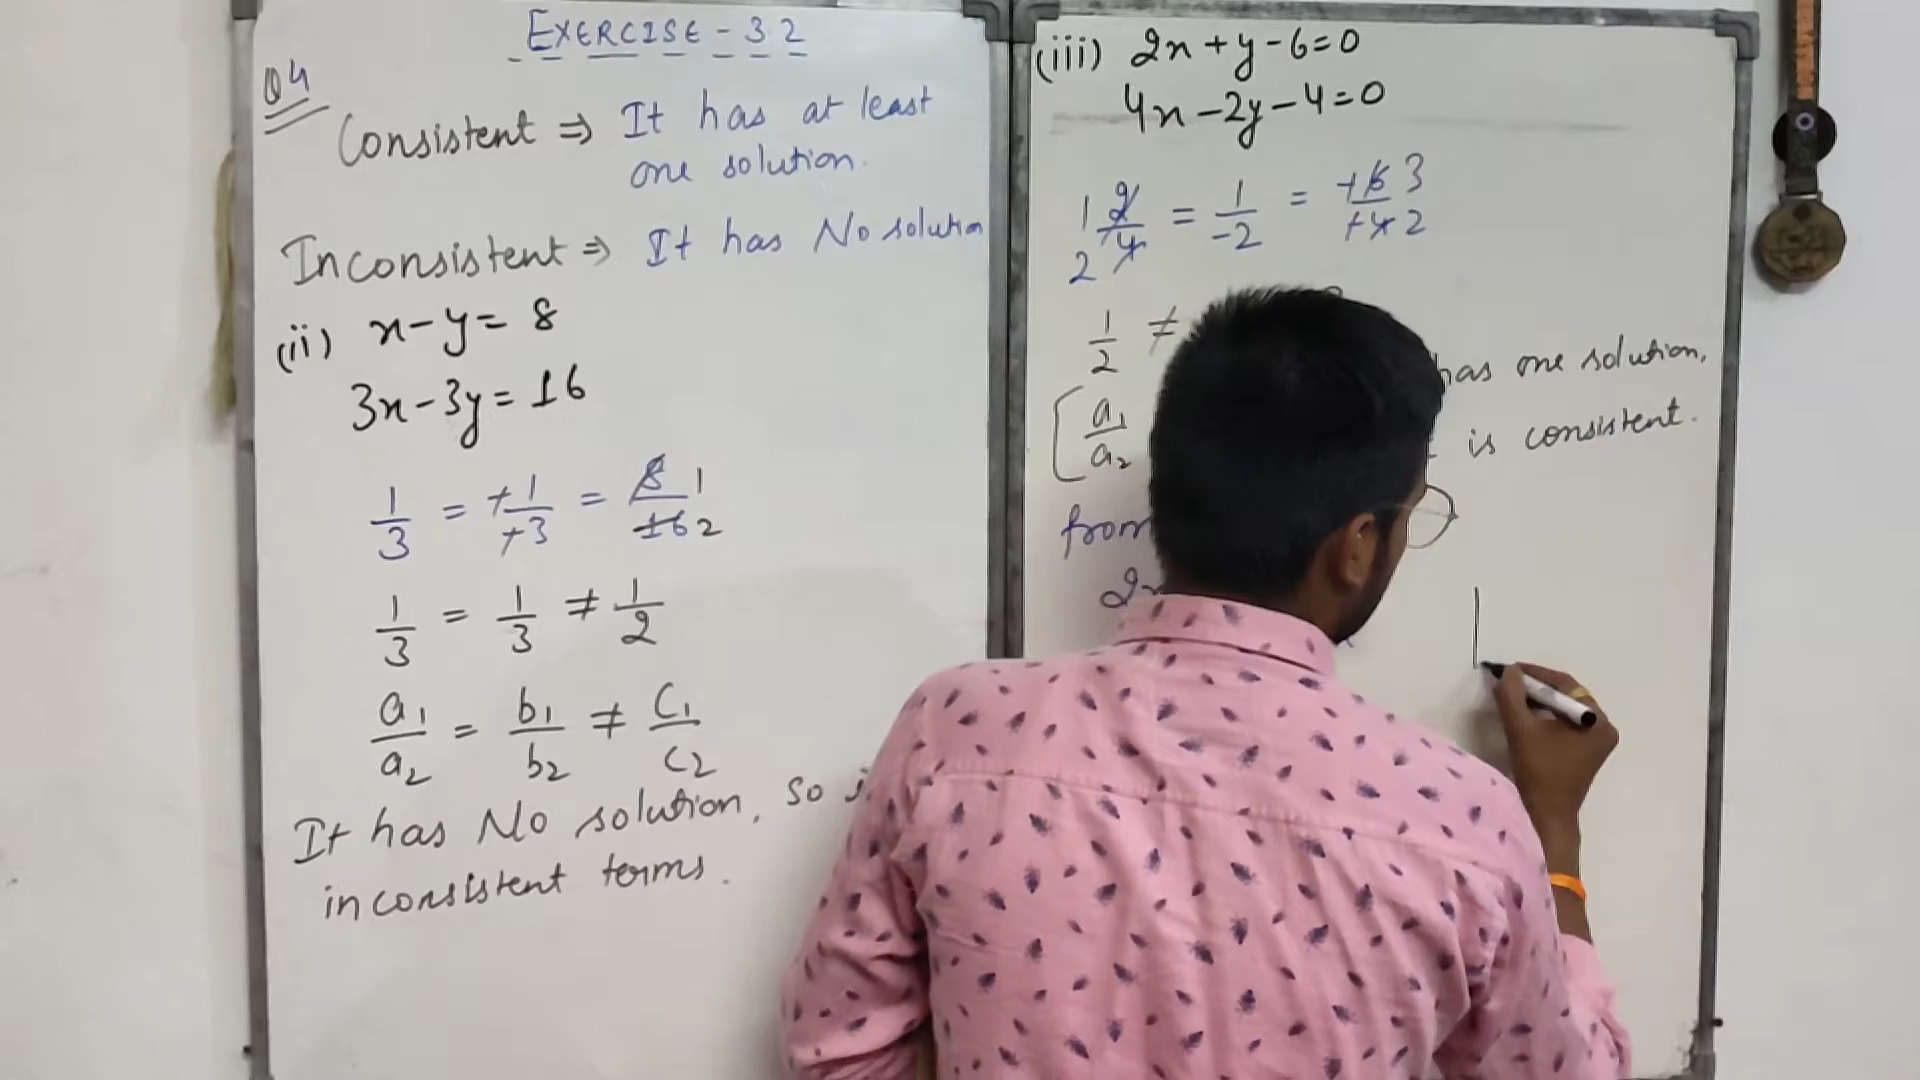 EXERCISE - 3 2
Q4
Consistent ⇒ It has at least
one solution.
Inconsistent ⇒ It has No solution
(ii) x - y = 8
3x - 3y = 16
1/3 = +1/+3 = 8/16 1/2
1/3 = 1/3 ≠ 1/2
a1/a2 = b1/b2 ≠ C1/C2
It has No solution, so
inconsistent terms.
(iii) 2x + y - 6 = 0
4x - 2y - 4 = 0
1/2 2/4 = 1/-2 = +6/+4 3/2
1/2 ≠
has one solution,
[a1/a2
is consistent.
from